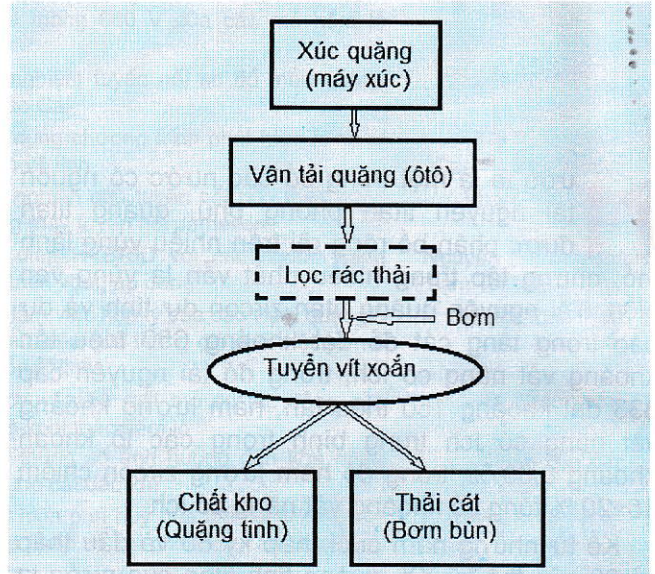 Xúc quặng
(máy xúc)
Vận tải quặng (ôtô)
Lọc rác thải
Bơm
Tuyển vít xoắn
Chất kho
(Quặng tinh)
Thải cát
(Bơm bùn)